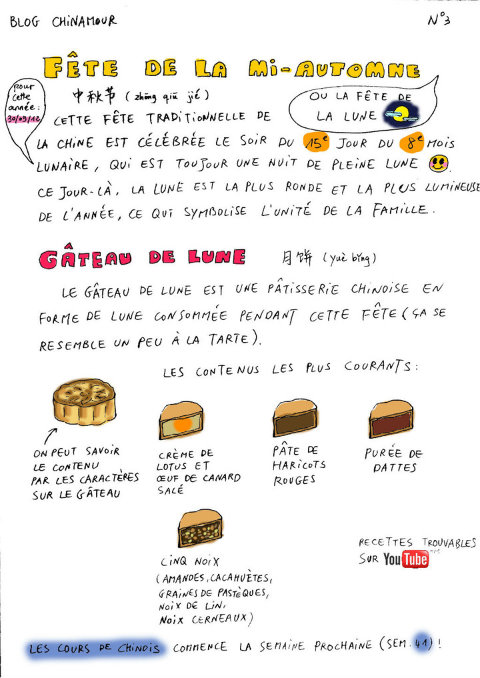 BLOG CHINAMOUR
N°3
FÊTE DE LA MI-AUTOMNE
POUR
cette
année:
30/09/12
中秋节 (zhōng qiū jié)
OU LA FÊTE DE
LA LUNE
CETTE FÊTE TRADITIONNELLE DE
LA CHINE EST CÉLÉBRÉE LE SOIR DU 15e JOUR DU 8e MOIS
LUNAIRE, QUI EST TOUJOUR UNE NUIT DE PLEINE LUNE
CE JOUR-LÀ, LA LUNE EST LA PLUS RONDE ET LA PLUS LUMINEUSE
DE L'ANNÉE, CE QUI SYMBOLISE L'UNITÉ DE LA FAMILLE.
GÂTEAU DE LUNE
月饼 (yuè bǐng)
LE GÂTEAU DE LUNE EST UNE PÂTISSERIE CHINOISE EN
FORME DE LUNE CONSOMMÉE PENDANT CETTE FÊTE (ÇA SE
RESEMBLE UN PEU À LA TARTE).
LES CONTENUS LES PLUS COURANTS:
ON PEUT SAVOIR
LE CONTENU
PAR LES CARACTÈRES
SUR LE GÂTEAU
CRÈME DE
LOTUS ET
ŒUF DE CANARD
SALÉ
PÂTE DE
HARICOTS
ROUGES
PURÉE DE
DATTES
CINQ NOIX
(AMANDES, CACAHUÈTES,
GRAINES DE PASTÈQUES,
NOIX DE LIN,
NOIX CERNEAUX)
RECETTES TROUVABLES
SUR YouTube
LES COURS DE CHINOIS COMMENCE LA SEMAINE PROCHAINE (SEM. 41)!